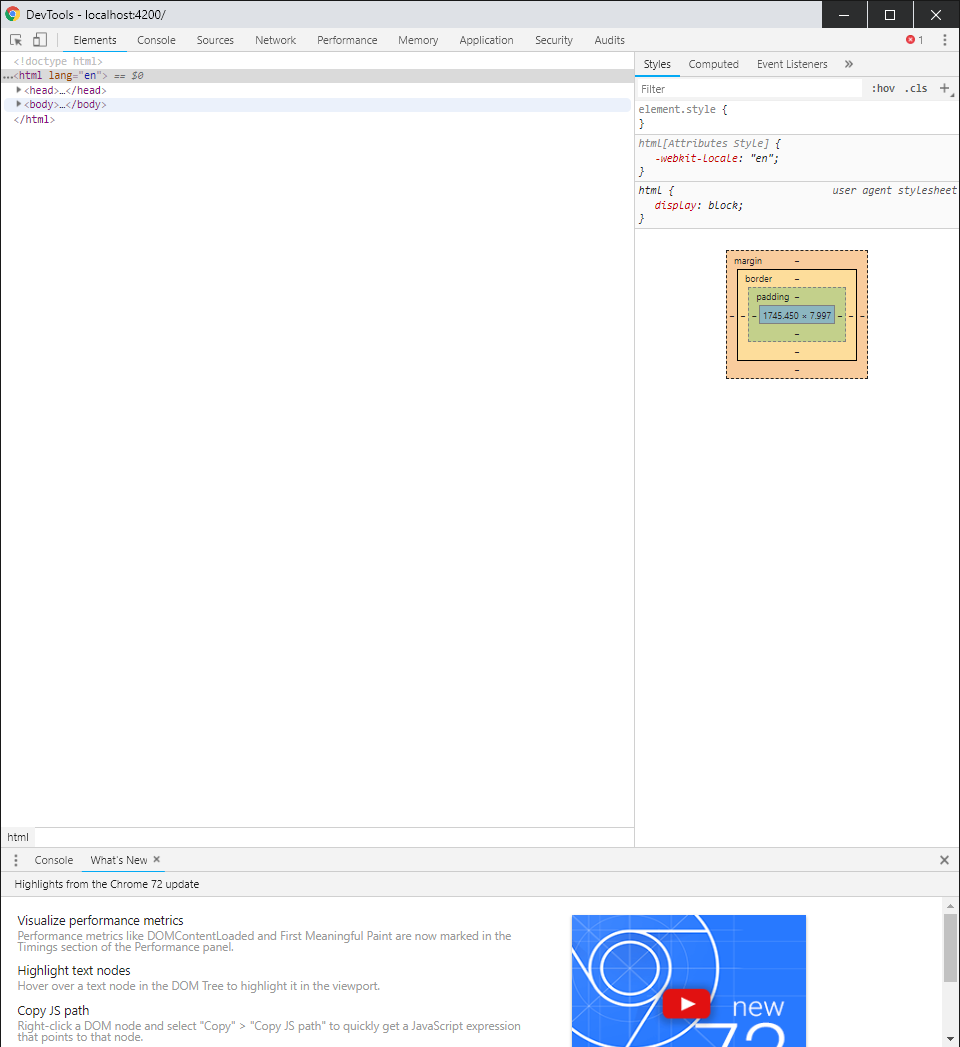 DevTools - localhost:4200/
Elements Console Sources Network Performance Memory Application Security Audits 1
<!doctype html>
...<html lang="en"> == $0
<head>…</head>
<body>…</body>
</html>
html
Styles Computed Event Listeners »
Filter :hov .cls +
element.style {
}
html[Attributes Style] {
-webkit-locale: "en";
}
html { user agent stylesheet
display: block;
}
margin –
border –
padding –
– – – 1745.450 × 7.997 – – –
–
–
–
Console What's New ×
Highlights from the Chrome 72 update
Visualize performance metrics
Performance metrics like DOMContentLoaded and First Meaningful Paint are now marked in the
Timings section of the Performance panel.
Highlight text nodes
Hover over a text node in the DOM Tree to highlight it in the viewport.
Copy JS path
Right-click a DOM node and select "Copy" > "Copy JS path" to quickly get a JavaScript expression
that points to that node.
new
72